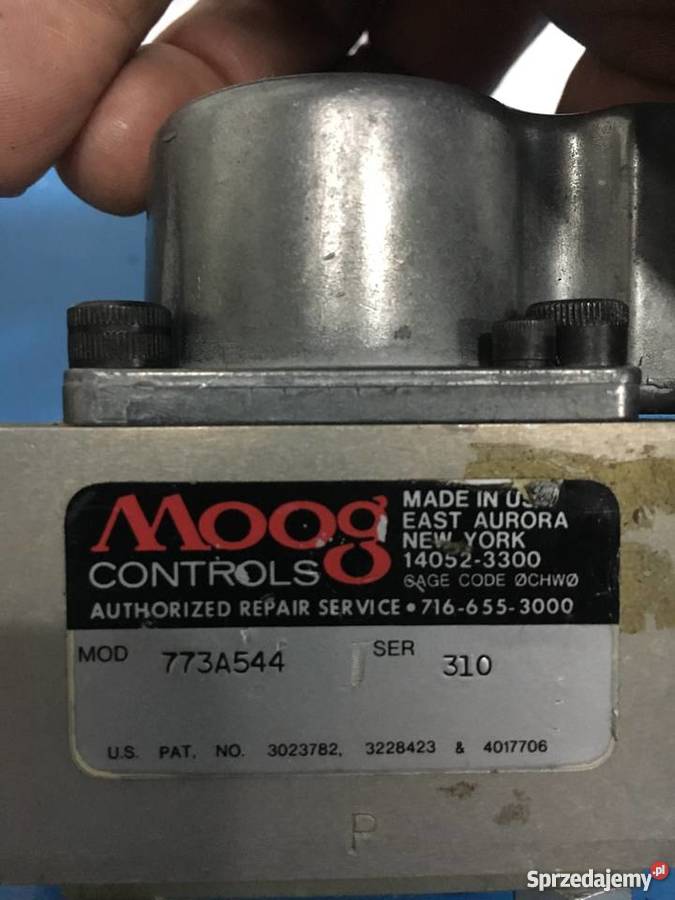 Moog
CONTROLS
MADE IN
EAST AURORA
NEW YORK
14052-3300
CAGE CODE ØCHWØ
AUTHORIZED REPAIR SERVICE • 716-655-3000
MOD 773A544 SER 310
U.S. PAT. NO. 3023782, 3228423 & 4017706
P
Sprzedajemy.pl